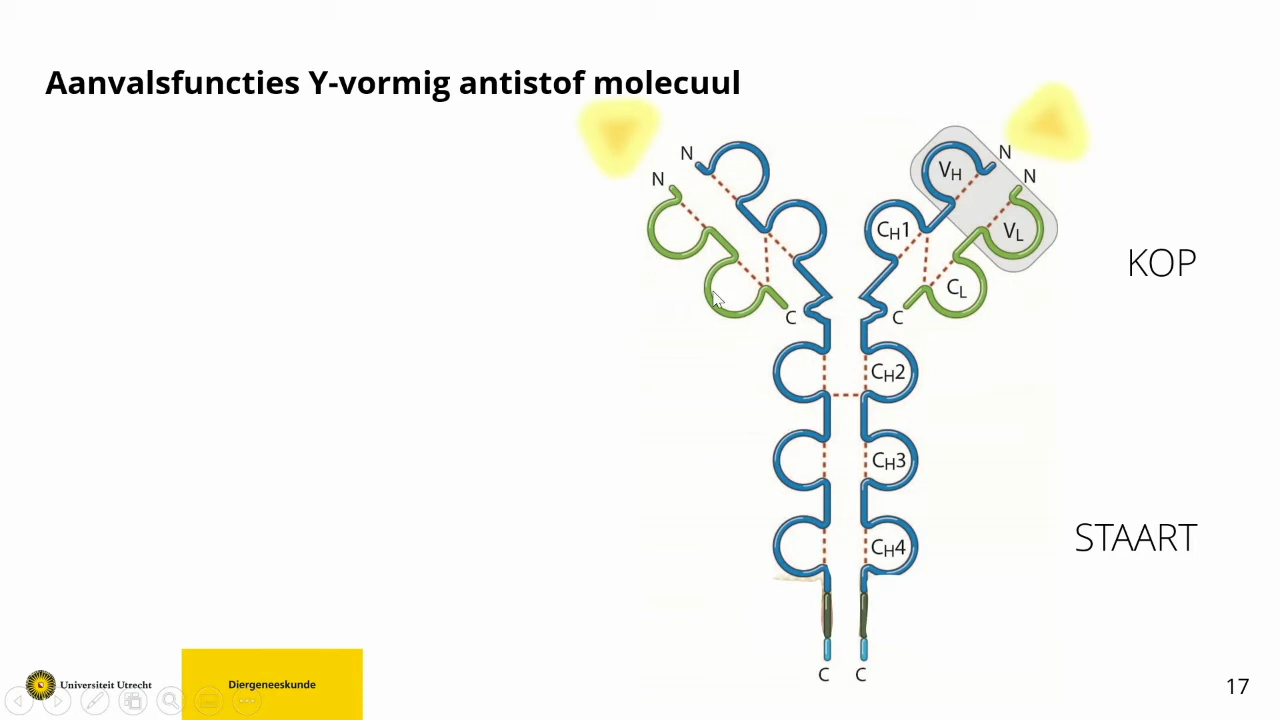 Aanvalsfuncties Y-vormig antistof molecuul
N
N
VH
N
N
CH1
VL
KOP
CL
C
C
CH2
CH3
STAART
CH4
C
C
Universiteit Utrecht
Diergeneeskunde
17